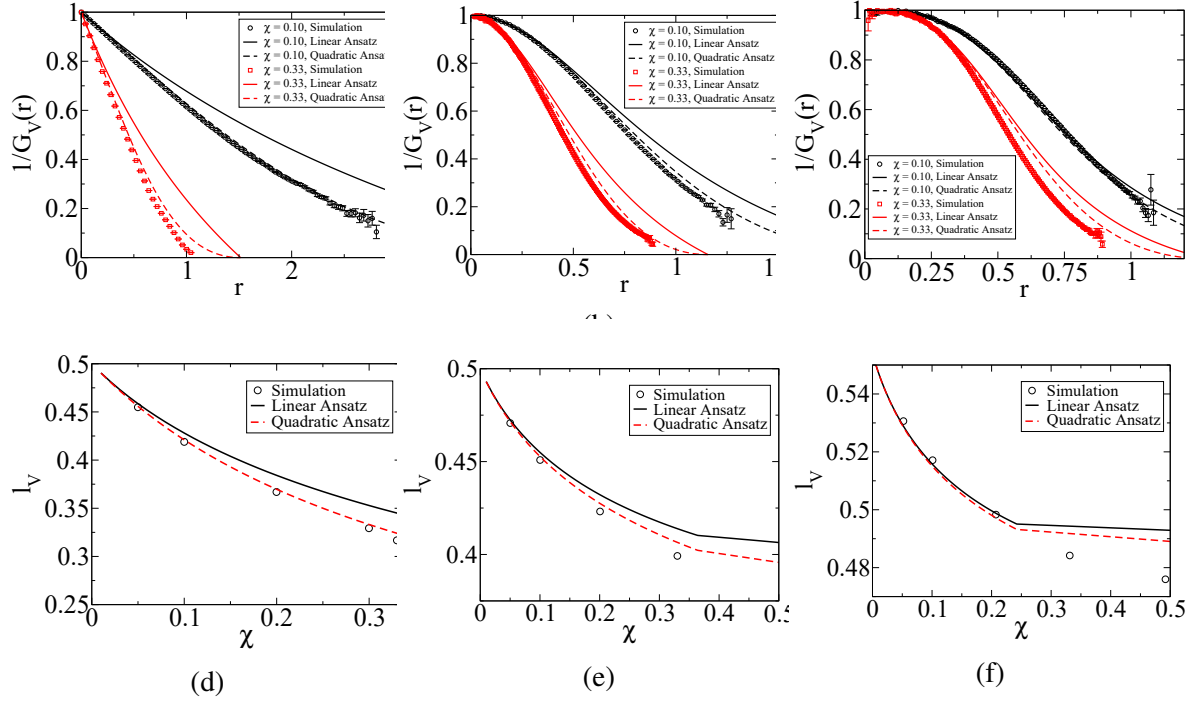 1
0.8
0.6
0.4
0.2
0
0
1
2
r
1/G_V(r)
χ = 0.10, Simulation
χ = 0.10, Linear Ansatz
χ = 0.10, Quadratic Ansatz
χ = 0.33, Simulation
χ = 0.33, Linear Ansatz
χ = 0.33, Quadratic Ansatz
1
0.8
0.6
0.4
0.2
0
0
0.5
1
1
r
1/G_V(r)
χ = 0.10, Simulation
χ = 0.10, Linear Ansatz
χ = 0.10, Quadratic Ansatz
χ = 0.33, Simulation
χ = 0.33, Linear Ansatz
χ = 0.33, Quadratic Ansatz
1
0.8
0.6
0.4
0.2
0
0
0.25
0.5
0.75
1
r
1/G_V(r)
χ = 0.10, Simulation
χ = 0.10, Linear Ansatz
χ = 0.10, Quadratic Ansatz
χ = 0.33, Simulation
χ = 0.33, Linear Ansatz
χ = 0.33, Quadratic Ansatz
0.5
0.45
0.4
0.35
0.3
0.25
0
0.1
0.2
0.3
χ
l_V
Simulation
Linear Ansatz
Quadratic Ansatz
(d)
0.5
0.45
0.4
0
0.1
0.2
0.3
0.4
0.5
χ
l_V
Simulation
Linear Ansatz
Quadratic Ansatz
(e)
0.54
0.52
0.5
0.48
0
0.1
0.2
0.3
0.4
0.5
χ
l_V
Simulation
Linear Ansatz
Quadratic Ansatz
(f)